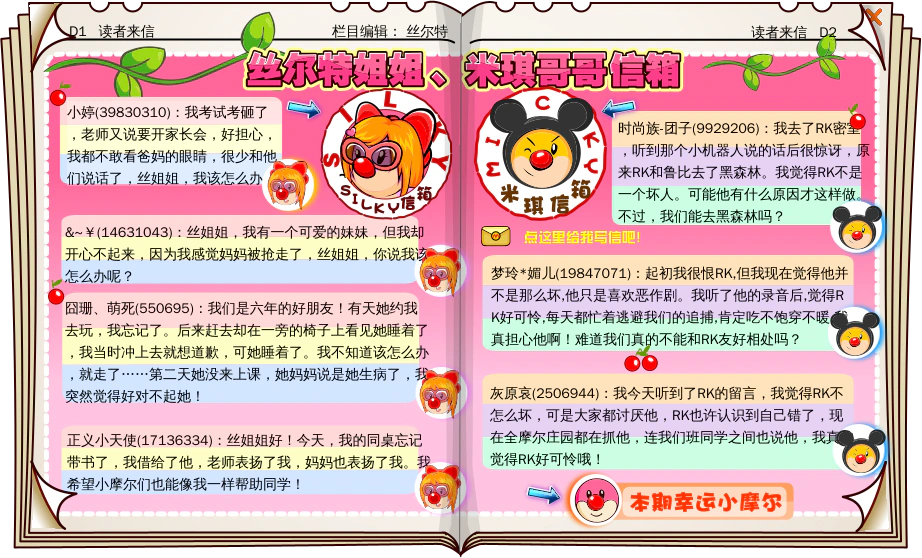 D1 读者来信
栏目编辑： 丝尔特
丝尔特姐姐、米琪哥哥信箱
小婷(39830310)：我考试考砸了
，老师又说要开家长会，好担心，
我都不敢看爸妈的眼睛，很少和他
们说话了，丝姐姐，我该怎么办
SILKY
SILKY信箱
&~￥(14631043)：丝姐姐，我有一个可爱的妹妹，但我却
开心不起来，因为我感觉妈妈被抢走了，丝姐姐，你说我该
怎么办呢？
囧珊、萌死(550695)：我们是六年的好朋友！有天她约我
去玩，我忘记了。后来赶去却在一旁的椅子上看见她睡着了
，我当时冲上去就想道歉，可她睡着了。我不知道该怎么办
，就走了……第二天她没来上课，她妈妈说是她生病了，我
突然觉得好对不起她！
正义小天使(17136334)：丝姐姐好！今天，我的同桌忘记
带书了，我借给了他，老师表扬了我，妈妈也表扬了我。我
希望小摩尔们也能像我一样帮助同学！
读者来信 D2
MICKY
米琪信箱
时尚族-团子(9929206)：我去了RK密室
，听到那个小机器人说的话后很惊讶，原
来RK和鲁比去了黑森林。我觉得RK不是
一个坏人。可能他有什么原因才这样做。
不过，我们能去黑森林吗？
点这里给我写信吧！
梦玲*媚儿(19847071)：起初我很恨RK,但我现在觉得他并
不是那么坏,他只是喜欢恶作剧。我听了他的录音后,觉得R
K好可怜,每天都忙着逃避我们的追捕,肯定吃不饱穿不暖,我
真担心他啊！难道我们真的不能和RK友好相处吗？
灰原哀(2506944)：我今天听到了RK的留言，我觉得RK不
怎么坏，可是大家都讨厌他，RK也许认识到自己错了，现
在全摩尔庄园都在抓他，连我们班同学之间也说他，我真
觉得RK好可怜哦！
本期幸运小摩尔